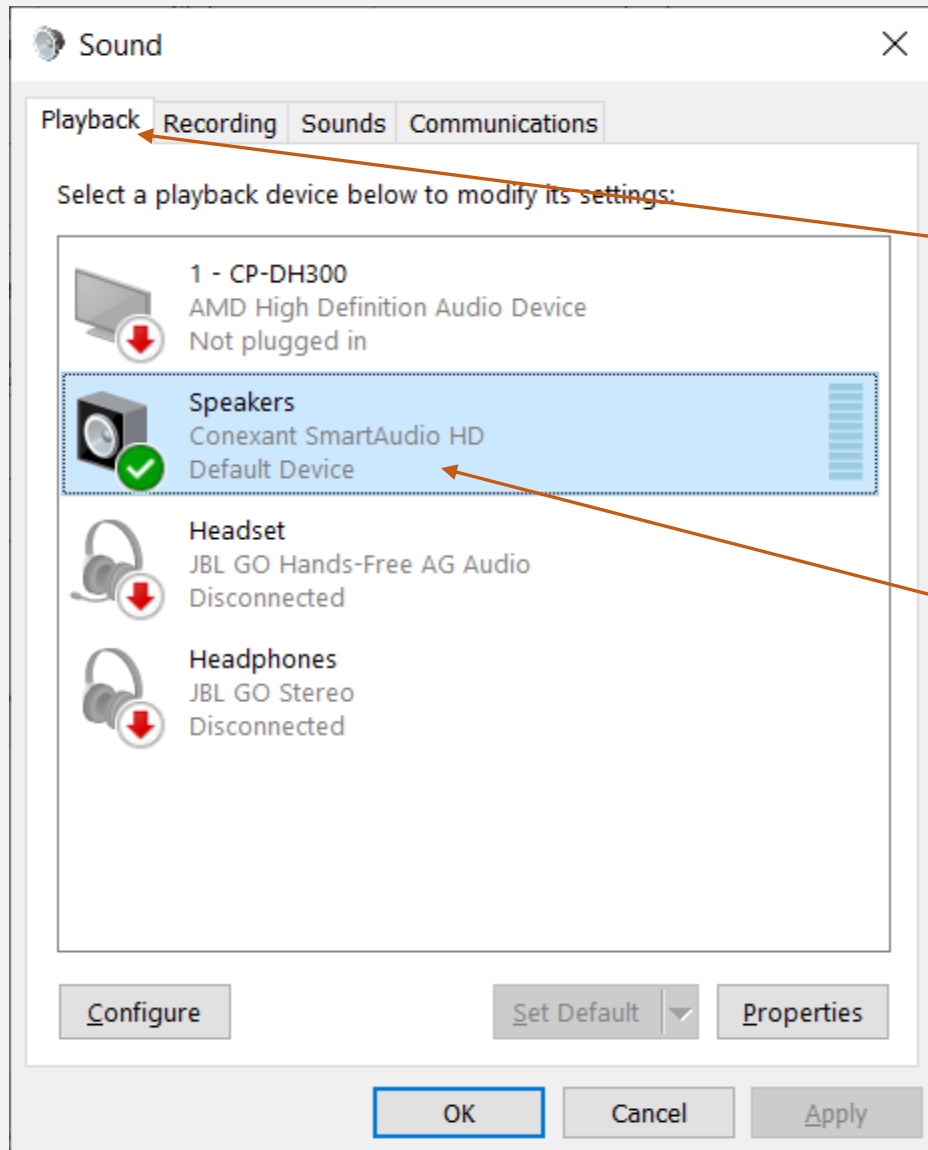 Sound
Playback Recording Sounds Communications
Select a playback device below to modify its settings:
1 - CP-DH300
AMD High Definition Audio Device
Not plugged in
Speakers
Conexant SmartAudio HD
Default Device
Headset
JBL GO Hands-Free AG Audio
Disconnected
Headphones
JBL GO Stereo
Disconnected
Configure Set Default Properties
OK Cancel Apply